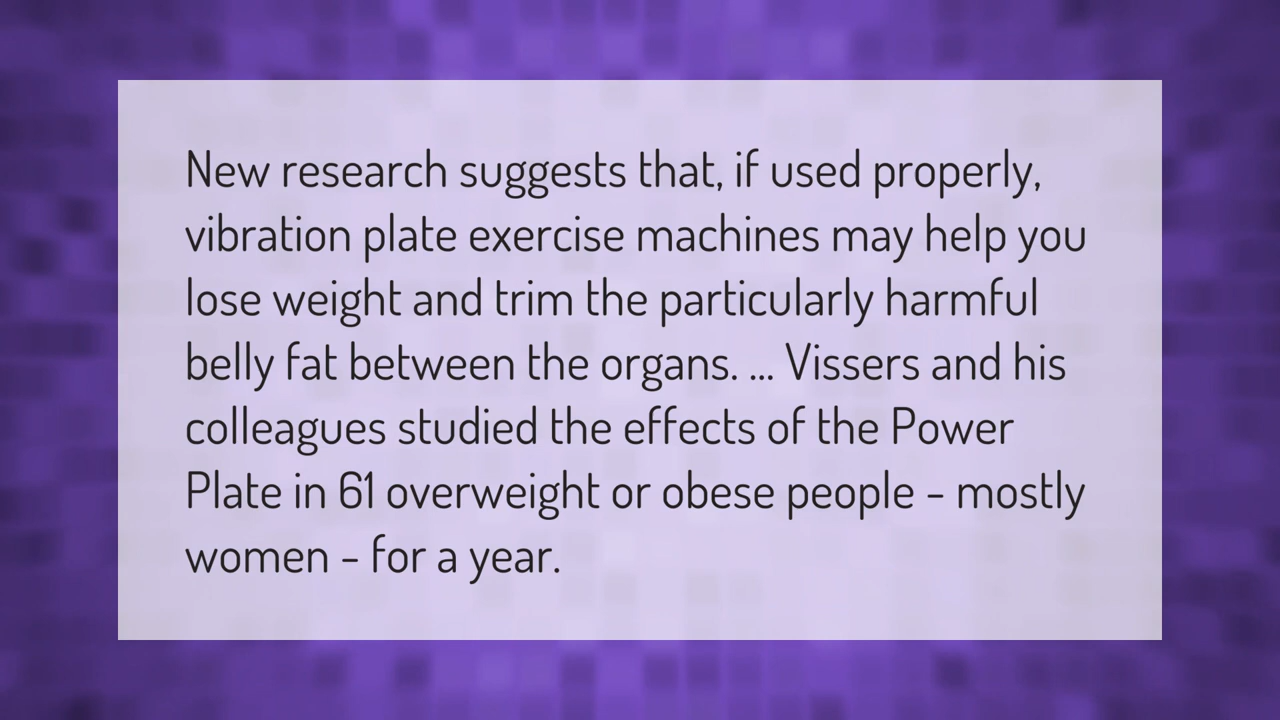 New research suggests that, if used properly,
vibration plate exercise machines may help you
lose weight and trim the particularly harmful
belly fat between the organs. ... Vissers and his
colleagues studied the effects of the Power
Plate in 61 overweight or obese people – mostly
women – for a year.